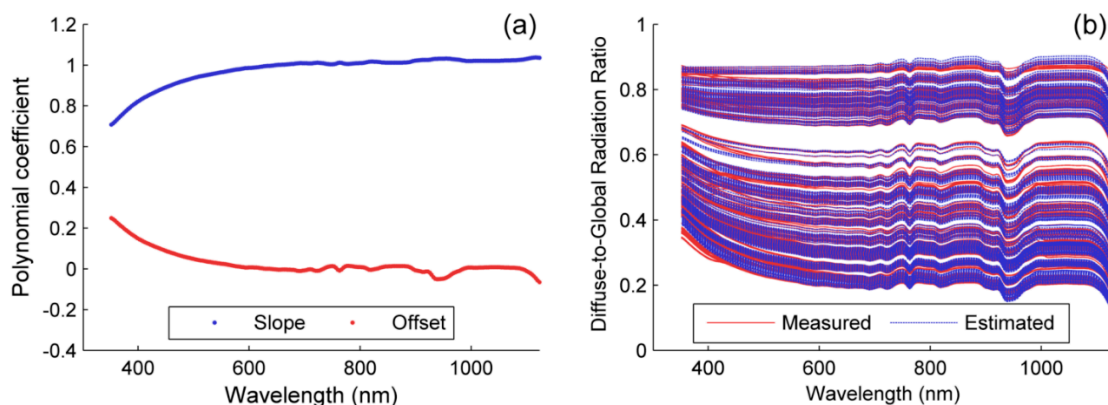 (a)
Polynomial coefficient
1.2
1
0.8
0.6
0.4
0.2
0
-0.2
-0.4
Slope Offset
400 600 800 1000
Wavelength (nm)
(b)
Diffuse-to-Global Radiation Ratio
1
0.8
0.6
0.4
0.2
0
Measured Estimated
400 600 800 1000
Wavelength (nm)